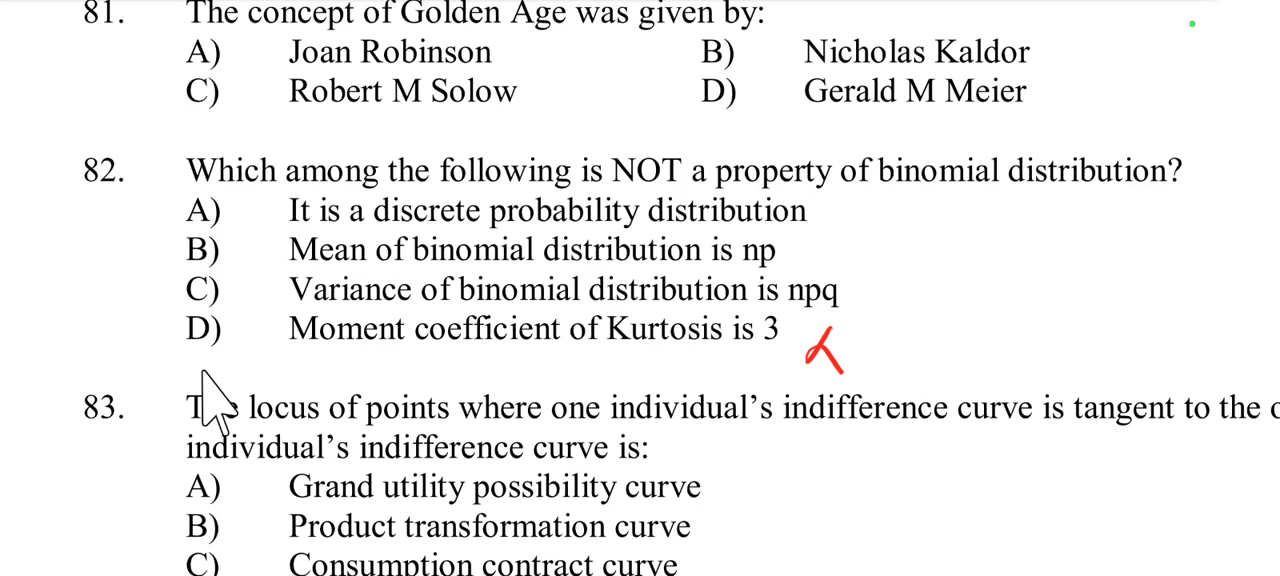 81. The concept of Golden Age was given by:
A) Joan Robinson B) Nicholas Kaldor
C) Robert M Solow D) Gerald M Meier
82. Which among the following is NOT a property of binomial distribution?
A) It is a discrete probability distribution
B) Mean of binomial distribution is np
C) Variance of binomial distribution is npq
D) Moment coefficient of Kurtosis is 3
83. The locus of points where one individual's indifference curve is tangent to the
individual's indifference curve is:
A) Grand utility possibility curve
B) Product transformation curve
C) Consumption contract curve